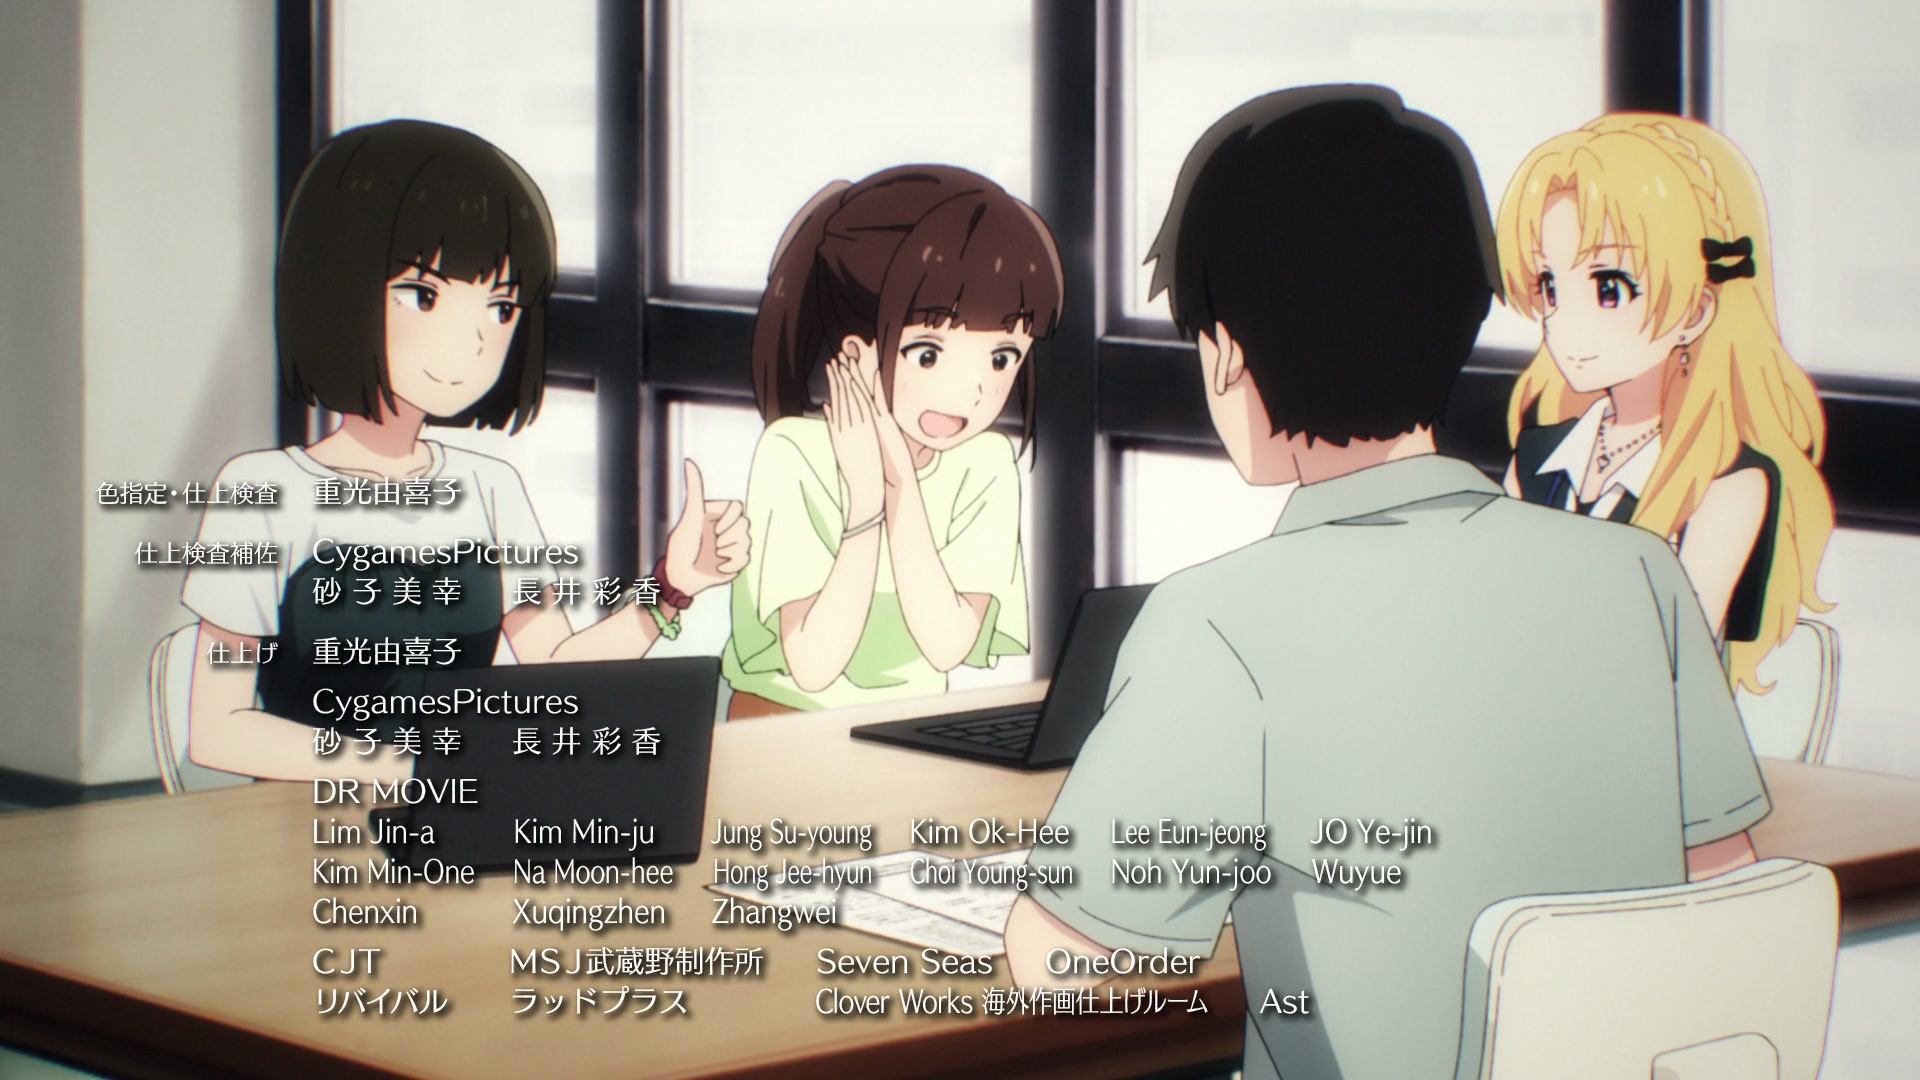 色指定・仕上検査 重光由喜子
仕上検査補佐 CygamesPictures
砂子美幸 長井彩香
仕上げ 重光由喜子
CygamesPictures
砂子美幸 長井彩香
DR MOVIE
Lim Jin-a Kim Min-ju Jung Su-young Kim Ok-Hee Lee Eun-jeong JO Ye-jin
Kim Min-One Na Moon-hee Hong Jee-hyun Choi Young-sun Noh Yun-joo Wuyue
Chenxin Xuqingzhen Zhangwei
CJT MSJ武蔵野制作所 Seven Seas OneOrder
リバイバル ラッドプラス Clover Works 海外作画仕上げルーム Ast